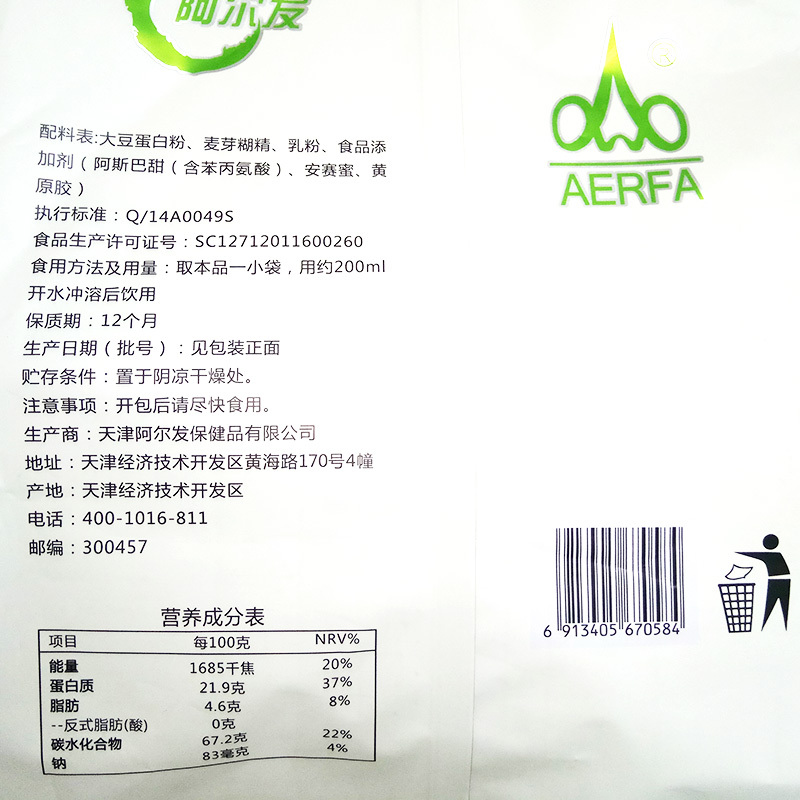 阿尔发
AERFA
配料表:大豆蛋白粉、麦芽糊精、乳粉、食品添
加剂（阿斯巴甜（含苯丙氨酸）、安赛蜜、黄
原胶）
执行标准：Q/14A0049S
食品生产许可证号：SC12712011600260
食用方法及用量：取本品一小袋，用约200ml
开水冲溶后饮用
保质期：12个月
生产日期（批号）：见包装正面
贮存条件：置于阴凉干燥处。
注意事项：开包后请尽快食用。
生产商：天津阿尔发保健品有限公司
地址：天津经济技术开发区黄海路170号4幢
产地：天津经济技术开发区
电话：400-1016-811
邮编：300457
营养成分表
项目 每100克 NRV%
能量 1685千焦 20%
蛋白质 21.9克 37%
脂肪 4.6克 8%
--反式脂肪(酸) 0克
碳水化合物 67.2克 22%
钠 83毫克 4%
6 913405 670584